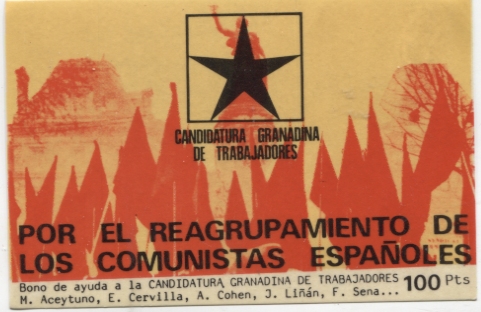 CANDIDATURA GRANADINA
DE TRABAJADORES
POR EL REAGRUPAMIENTO DE
LOS COMUNISTAS ESPAÑOLES
Bono de ayuda a la CANDIDATURA GRANADINA DE TRABAJADORES 100 Pts
M. Aceytuno, E. Cervilla, A. Cohen, J. Liñán, F. Sena...